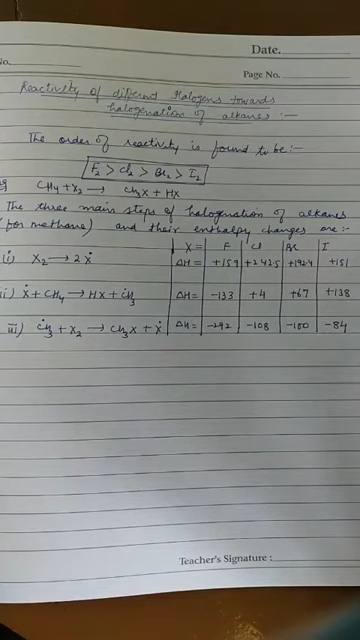 Date.
No.
Page No.
Reactivity of different Halogens towards
halogenation of alkanes :-
The order of reactivity is found to be:-
F₂ > Cl₂ > Br₂ > I₂
CH₄ + X₂ → CH₃X + HX
The three main steps of halogenation of alkanes
(for methane) and their enthalpy changes are:-
X = F Cl Br I
(i) X₂ → 2Ẋ ΔH = +159 +242.5 +192.4 +151
ii) Ẋ + CH₄ → HX + ĊH₃ ΔH = -133 +4 +67 +138
iii) ĊH₃ + X₂ → CH₃X + Ẋ ΔH = -292 -108 -100 -84
Teacher's Signature :